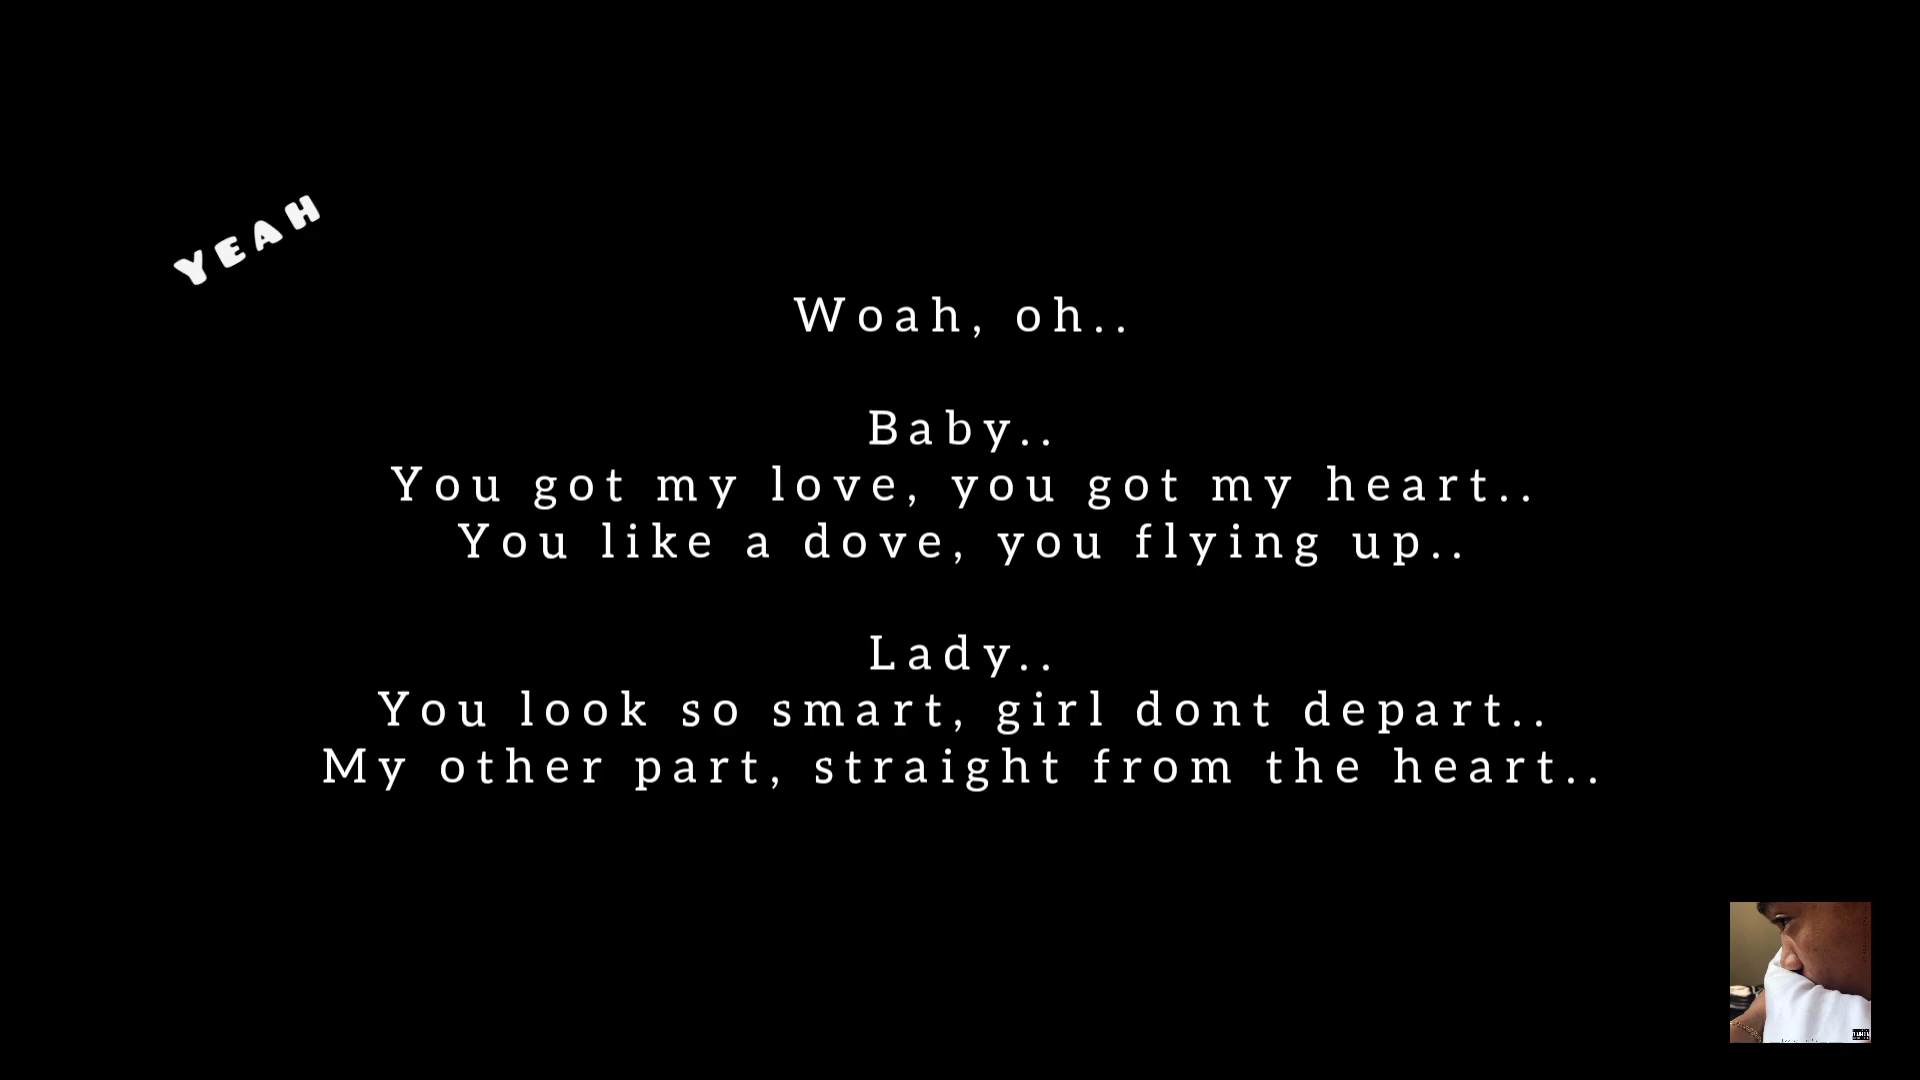 YEAH
Woah, oh..
Baby..
You got my love, you got my heart..
You like a dove, you flying up..
Lady..
You look so smart, girl dont depart..
My other part, straight from the heart..